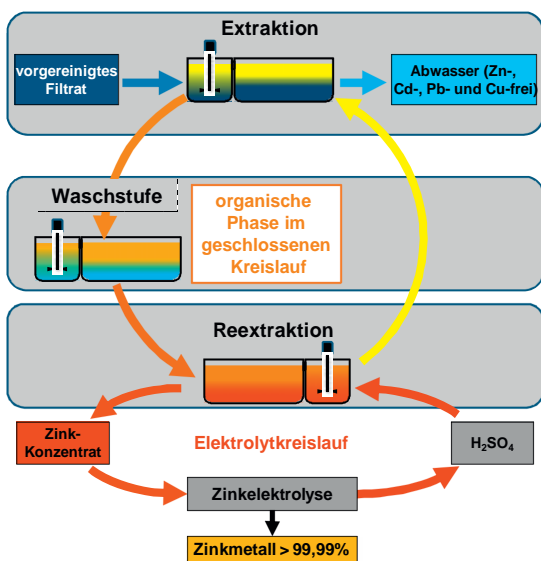 Extraktion
vorgereinigtes
Filtrat
Abwasser (Zn-,
Cd-, Pb- und Cu-frei)
Waschstufe
organische
Phase im
geschlossenen
Kreislauf
Reextraktion
Zink-
Konzentrat
Elektrolytkreislauf
H₂SO₄
Zinkelektrolyse
Zinkmetall > 99,99%